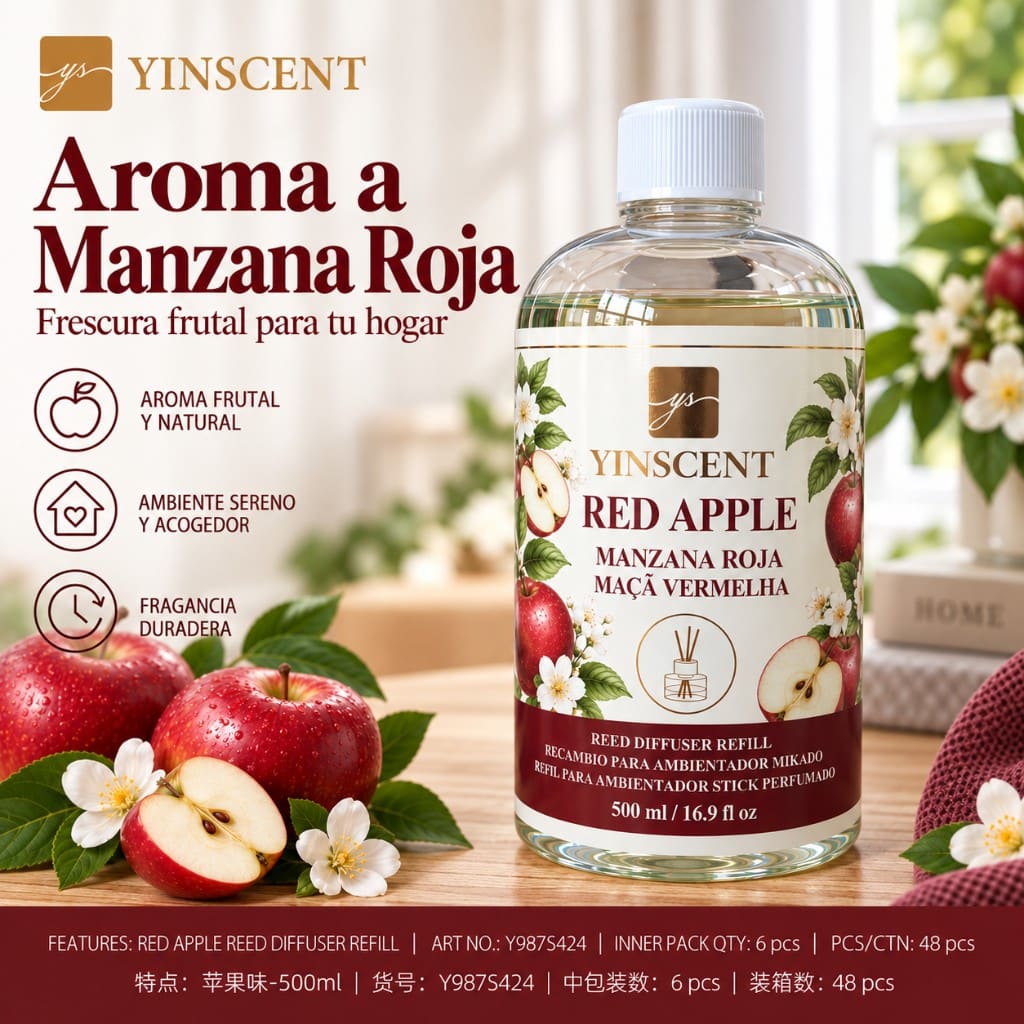 ys
YINSCENT
Aroma a
Manzana Roja
Frescura frutal para tu hogar
AROMA FRUTAL
Y NATURAL
AMBIENTE SERENO
Y ACOGEDOR
FRAGANCIA
DURADERA
ys
YINSCENT
RED APPLE
MANZANA ROJA
MAÇÃ VERMELHA
REED DIFFUSER REFILL
RECAMBIO PARA AMBIENTADOR MIKADO
REFIL PARA AMBIENTADOR STICK PERFUMADO
500 ml / 16.9 fl oz
HOME
FEATURES: RED APPLE REED DIFFUSER REFILL | ART NO.: Y987S424 | INNER PACK QTY: 6 pcs | PCS/CTN: 48 pcs
特点：苹果味-500ml | 货号：Y987S424 | 中包装数：6 pcs | 装箱数：48 pcs